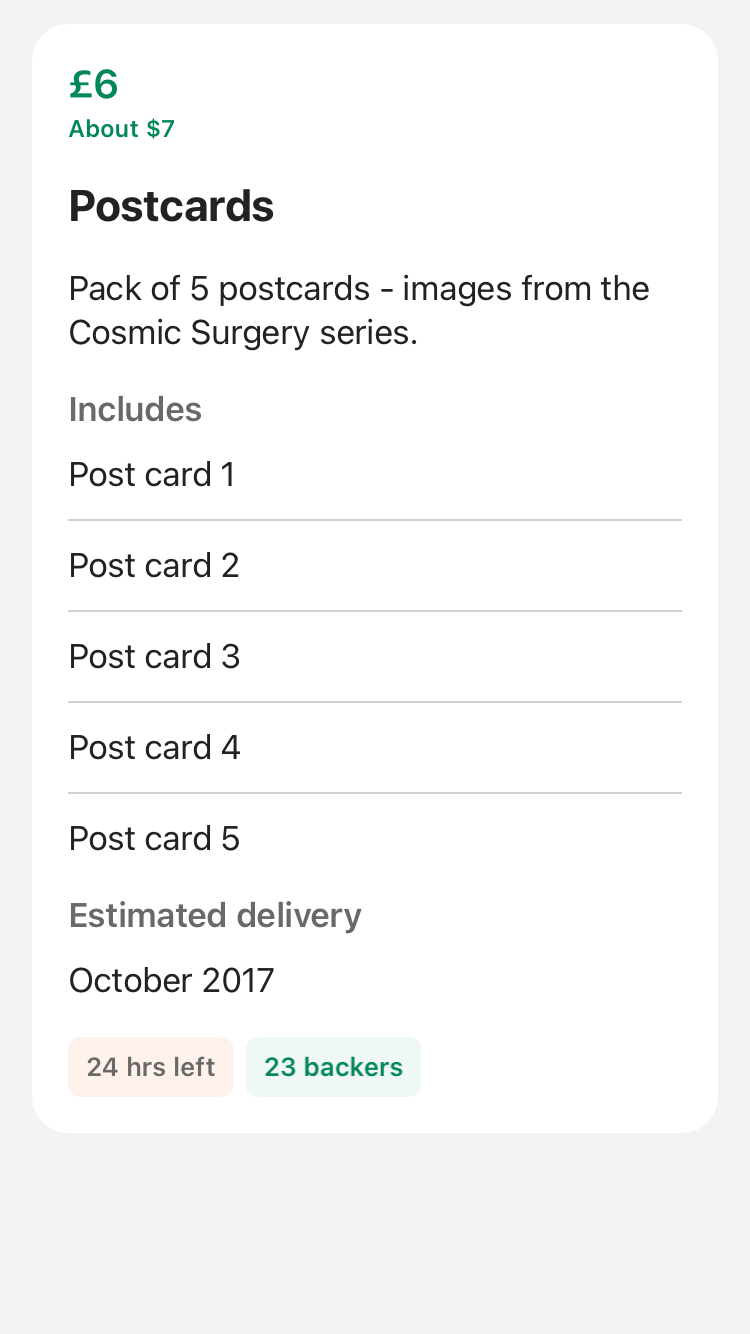 £6
About $7
Postcards
Pack of 5 postcards - images from the
Cosmic Surgery series.
Includes
Post card 1
Post card 2
Post card 3
Post card 4
Post card 5
Estimated delivery
October 2017
24 hrs left
23 backers